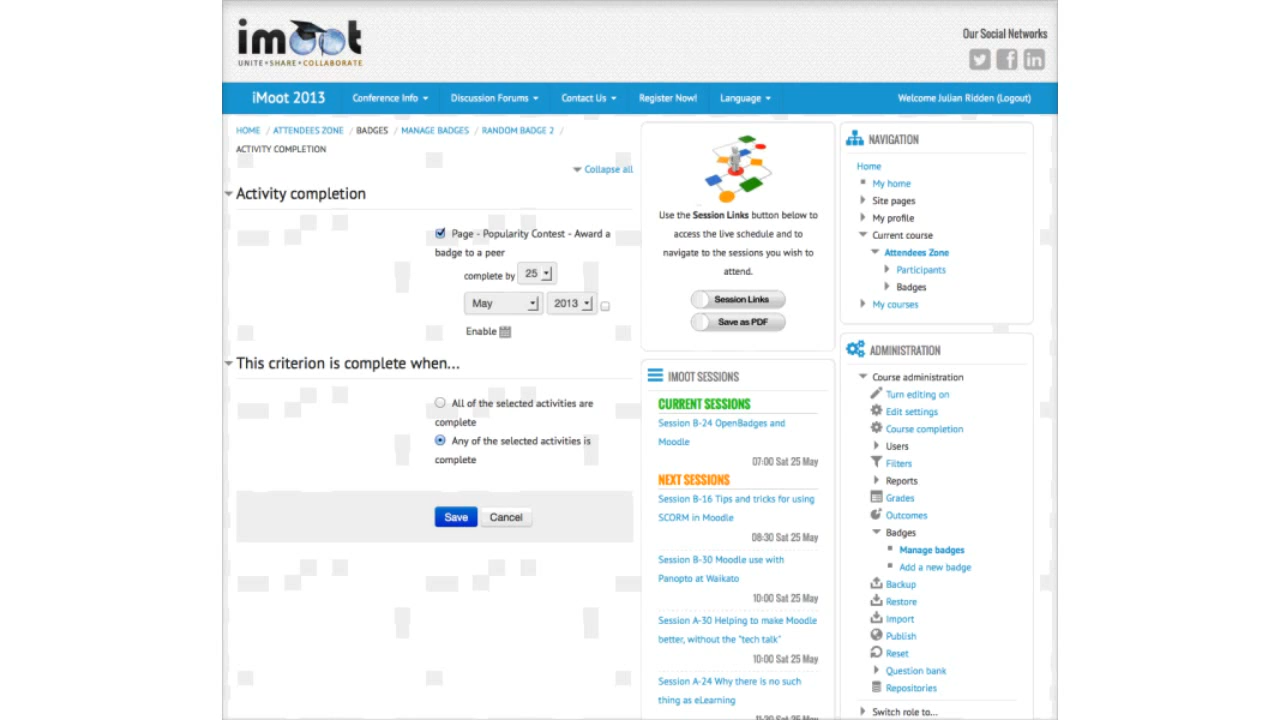 imoot
UNITE•SHARE•COLLABORATE
Our Social Networks
iMoot 2013
Conference Info
Discussion Forums
Contact Us
Register Now!
Language
Welcome Julian Ridden (Logout)
HOME / ATTENDEES ZONE / BADGES / MANAGE BADGES / RANDOM BADGE 2 /
ACTIVITY COMPLETION
Collapse all
Activity completion
Page - Popularity Contest - Award a
badge to a peer
complete by 25
May 2013
Enable
This criterion is complete when...
All of the selected activities are
complete
Any of the selected activities is
complete
Save Cancel
Use the Session Links button below to
access the live schedule and to
navigate to the sessions you wish to
attend.
Session Links
Save as PDF
IMOOT SESSIONS
CURRENT SESSIONS
Session B-24 OpenBadges and
Moodle
07:00 Sat 25 May
NEXT SESSIONS
Session B-16 Tips and tricks for using
SCORM in Moodle
08:30 Sat 25 May
Session B-30 Moodle use with
Panopto at Waikato
10:00 Sat 25 May
Session A-30 Helping to make Moodle
better, without the "tech talk"
10:00 Sat 25 May
Session A-24 Why there is no such
thing as eLearning
11:30 Sat 25 May
NAVIGATION
Home
My home
Site pages
My profile
Current course
Attendees Zone
Participants
Badges
My courses
ADMINISTRATION
Course administration
Turn editing on
Edit settings
Course completion
Users
Filters
Reports
Grades
Outcomes
Badges
Manage badges
Add a new badge
Backup
Restore
Import
Publish
Reset
Question bank
Repositories
Switch role to...